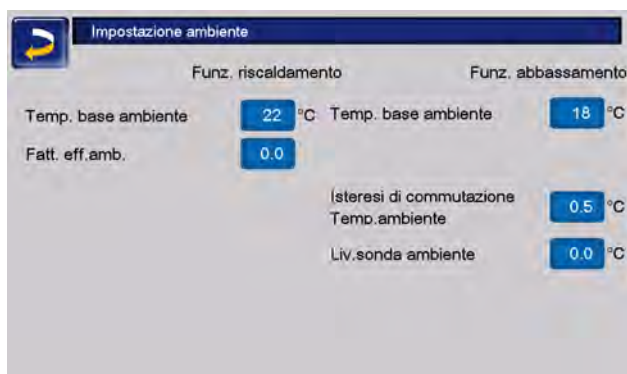 Impostazione ambiente
Funz. riscaldamento Funz. abbassamento
Temp. base ambiente 22 °C Temp. base ambiente 18 °C
Fatt. eff.amb. 0.0
Isteresi di commutazione
Temp.ambiente 0.5 °C
Liv.sonda ambiente 0.0 °C